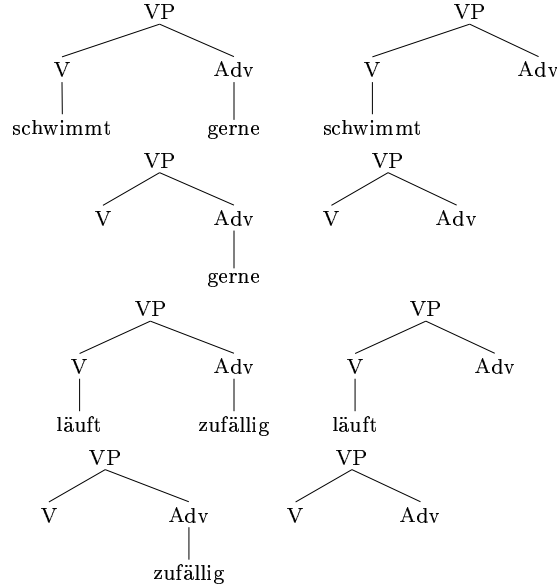 VP VP
V Adv V Adv
schwimmt gerne schwimmt
VP VP
V Adv V Adv
gerne
VP VP
V Adv V Adv
läuft zufällig läuft
VP VP
V Adv V Adv
zufällig